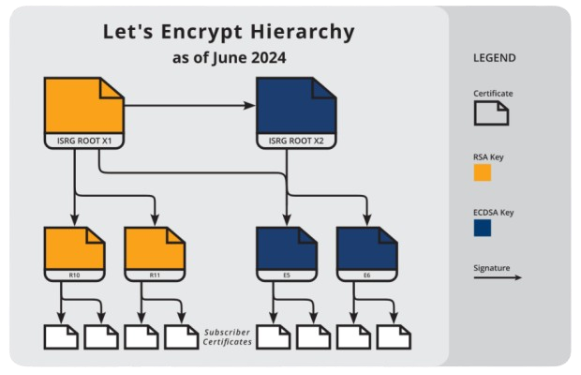 Let's Encrypt Hierarchy
as of June 2024
ISRG ROOT X1
ISRG ROOT X2
R10
R11
E5
E6
Subscriber
Certificates
LEGEND
Certificate
RSA Key
ECDSA Key
Signature